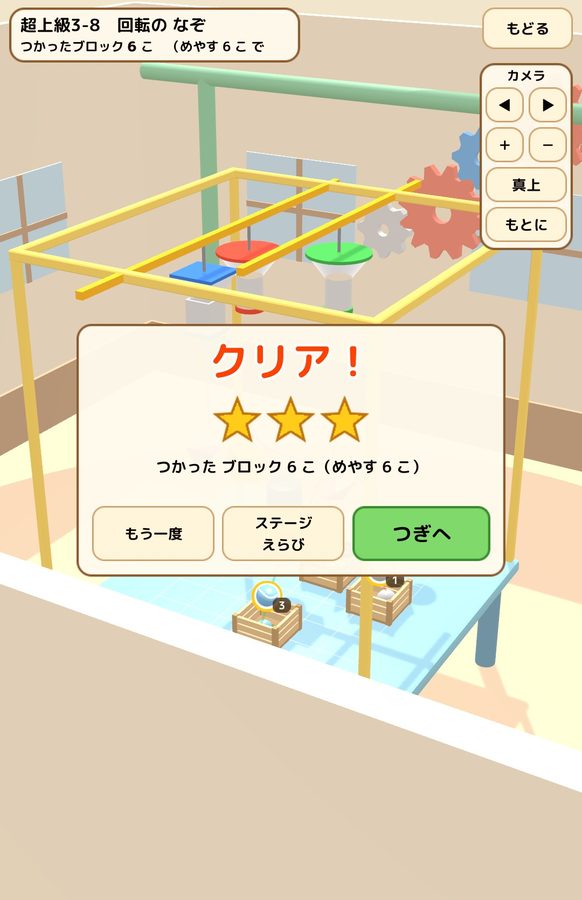 超上級3-8 回転の なぞ
つかったブロック 6 こ （めやす 6 こ で
もどる
カメラ
◀ ▶
+ −
真上
もとに
クリア！
つかった ブロック 6 こ（めやす 6 こ）
もう一度
ステージ
えらび
つぎへ
3
1